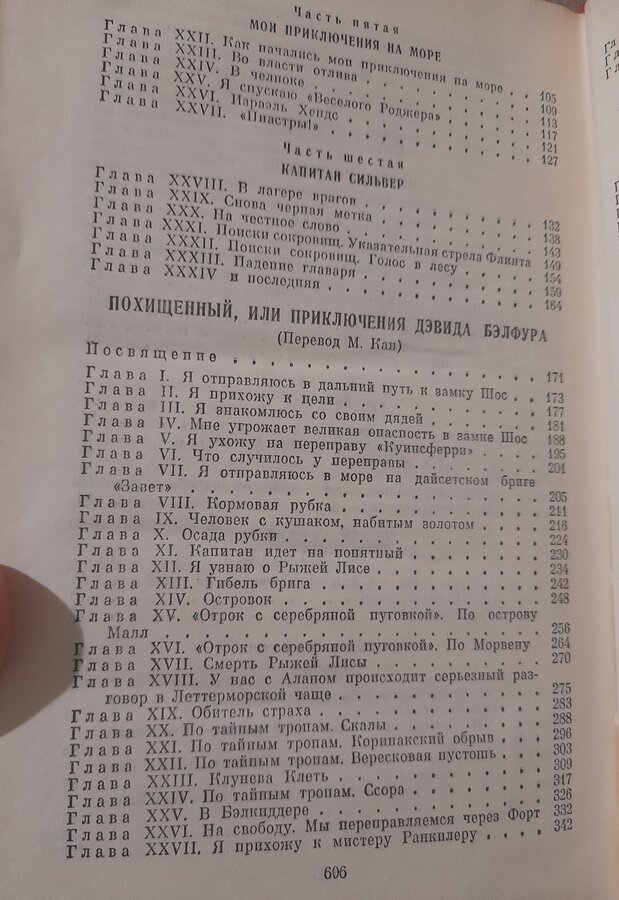 Часть пятая
МОИ ПРИКЛЮЧЕНИЯ НА МОРЕ
Глава XXII. Как начались мои приключения на море . . 105
Глава XXIII. Во власти отлива . . . . . . . . 109
Глава XXIV. В челноке . . . . . . . . . . 113
Глава XXV. Я спускаю «Веселого Роджера» . . . . 117
Глава XXVI. Израэль Хендс . . . . . . . . 121
Глава XXVII. «Пиастры!» . . . . . . . . . 127
Часть шестая
КАПИТАН СИЛЬВЕР
Глава XXVIII. В лагере врагов . . . . . . . . 132
Глава XXIX. Снова черная метка . . . . . . . 138
Глава XXX. На честное слово . . . . . . . . 143
Глава XXXI. Поиски сокровищ. Указательная стрела Флинта 149
Глава XXXII. Поиски сокровищ. Голос в лесу . . . . 154
Глава XXXIII. Падение главаря . . . . . . . . 159
Глава XXXIV и последняя . . . . . . . . . 164
ПОХИЩЕННЫЙ, ИЛИ ПРИКЛЮЧЕНИЯ ДЭВИДА БЭЛФУРА
(Перевод М. Кан)
Посвящение . . . . . . . . . . . . . 171
Глава I. Я отправляюсь в дальний путь к замку Шос . . 173
Глава II. Я прихожу к цели . . . . . . . . . 177
Глава III. Я знакомлюсь со своим дядей . . . . . 181
Глава IV. Мне угрожает великая опасность в замке Шос 188
Глава V. Я ухожу на переправу «Куинсферри» . . . . 195
Глава VI. Что случилось у переправы . . . . . . 201
Глава VII. Я отправляюсь в море на дайсетском бриге
«Завет» . . . . . . . . . . . . . . 205
Глава VIII. Кормовая рубка . . . . . . . . . 211
Глава IX. Человек с кушаком, набитым золотом . . . . 216
Глава X. Осада рубки . . . . . . . . . . . 224
Глава XI. Капитан идет на попятный . . . . . . 230
Глава XII. Я узнаю о Рыжей Лисе . . . . . . . 234
Глава XIII. Гибель брига . . . . . . . . . . 242
Глава XIV. Островок . . . . . . . . . . . 248
Глава XV. «Отрок с серебряной пуговкой». По острову
Малл . . . . . . . . . . . . . . . 256
Глава XVI. «Отрок с серебряной пуговкой». По Морвену 264
Глава XVII. Смерть Рыжей Лисы . . . . . . . 270
Глава XVIII. У нас с Аланом происходит серьезный раз-
говор в Леттерморской чаще . . . . . . . . 275
Глава XIX. Обитель страха . . . . . . . . . 283
Глава XX. По тайным тропам. Скалы . . . . . . 288
Глава XXI. По тайным тропам. Коринакский обрыв . . 296
Глава XXII. По тайным тропам. Вересковая пустошь . . 303
Глава XXIII. Клунева Клеть . . . . . . . . . 309
Глава XXIV. По тайным тропам. Ссора . . . . . . 317
Глава XXV. В Бэлкиддере . . . . . . . . . . 326
Глава XXVI. На свободу. Мы переправляемся через Форт 332
Глава XXVII. Я прихожу к мистеру Ранкилеру . . . . 342
606